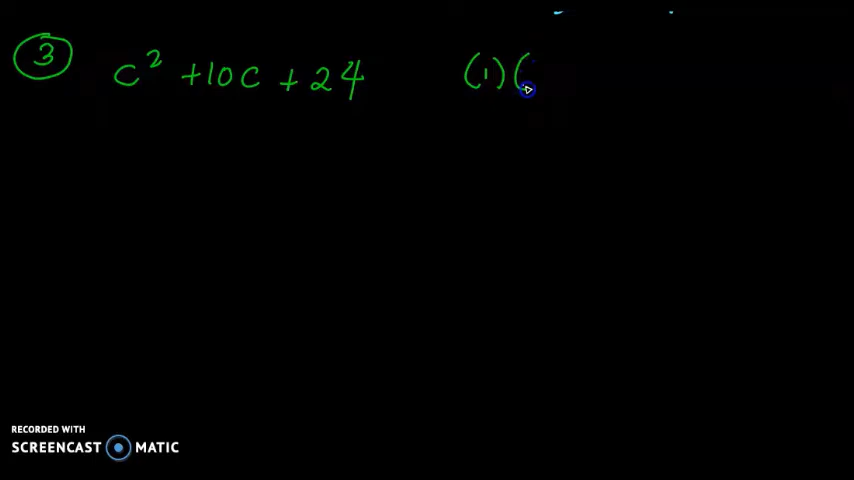 3 c² +10c + 24 (1)(
RECORDED WITH
SCREENCAST MATIC